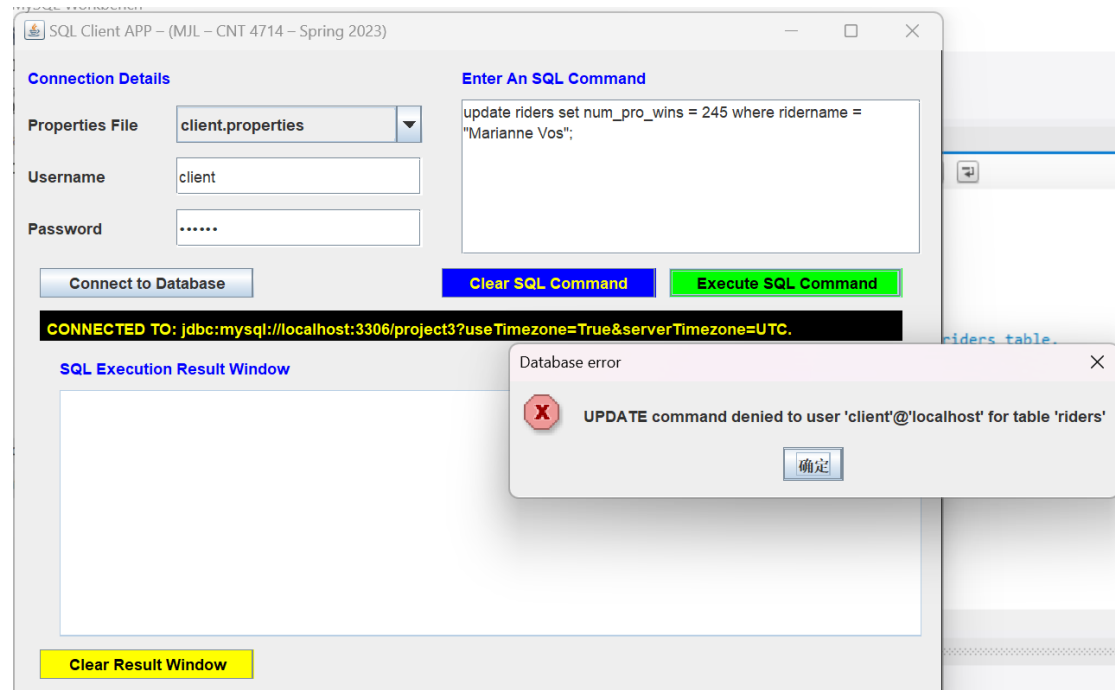 MySQL Workbench
SQL Client APP – (MJL – CNT 4714 – Spring 2023)
Connection Details
Enter An SQL Command
Properties File
client.properties
update riders set num_pro_wins = 245 where ridername =
"Marianne Vos";
Username
client
Password
••••••
Connect to Database
Clear SQL Command
Execute SQL Command
CONNECTED TO: jdbc:mysql://localhost:3306/project3?useTimezone=True&serverTimezone=UTC.
riders table.
SQL Execution Result Window
Database error
UPDATE command denied to user 'client'@'localhost' for table 'riders'
确定
Clear Result Window